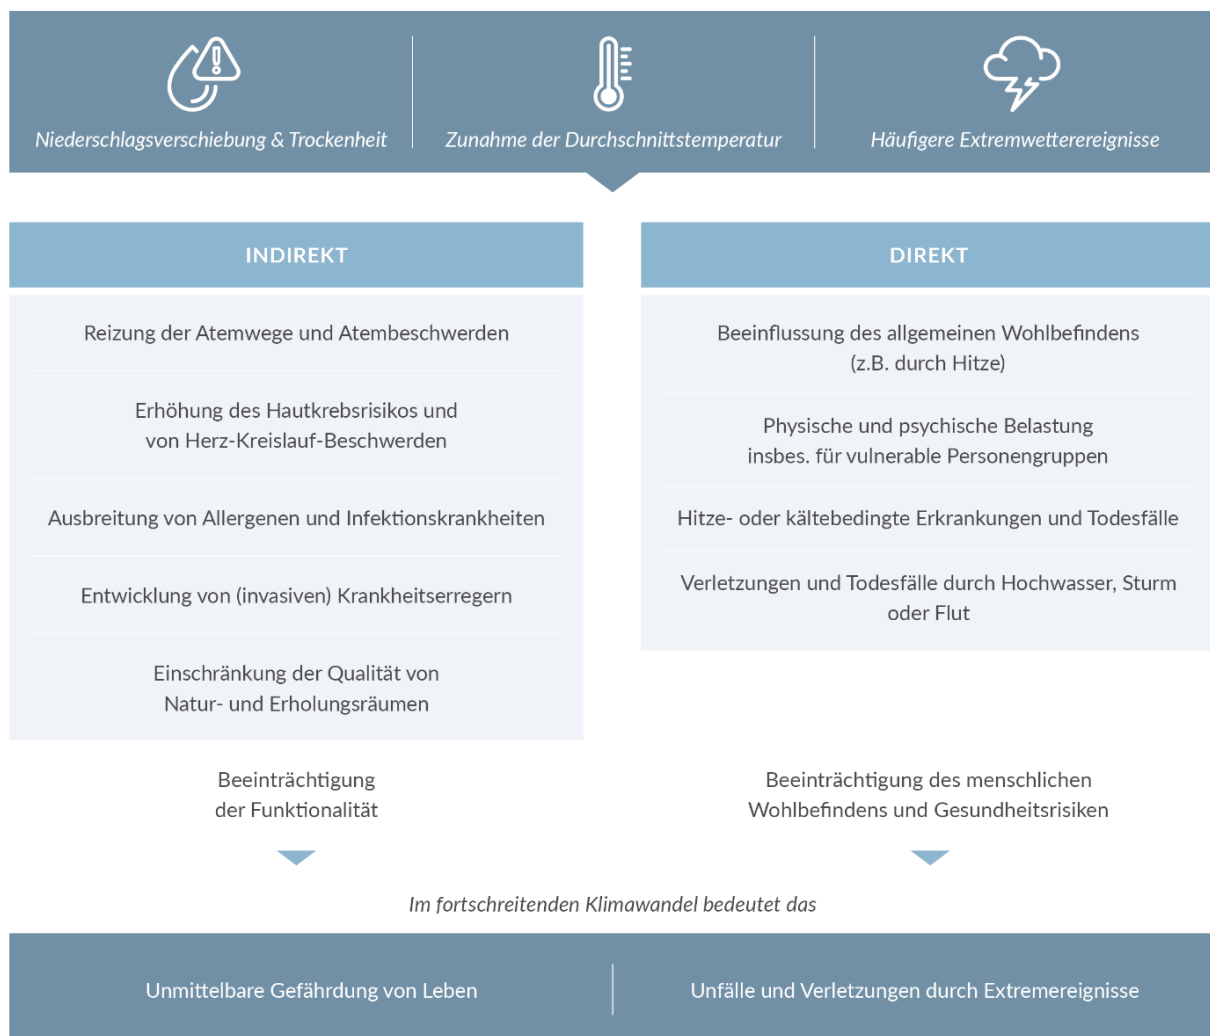 Niederschlagsverschiebung & Trockenheit
Zunahme der Durchschnittstemperatur
Häufigere Extremwetterereignisse
INDIREKT
Reizung der Atemwege und Atembeschwerden
Erhöhung des Hautkrebsrisikos und
von Herz-Kreislauf-Beschwerden
Ausbreitung von Allergenen und Infektionskrankheiten
Entwicklung von (invasiven) Krankheitserregern
Einschränkung der Qualität von
Natur- und Erholungsräumen
Beeinträchtigung
der Funktionalität
DIREKT
Beeinflussung des allgemeinen Wohlbefindens
(z.B. durch Hitze)
Physische und psychische Belastung
insbes. für vulnerable Personengruppen
Hitze- oder kältebedingte Erkrankungen und Todesfälle
Verletzungen und Todesfälle durch Hochwasser, Sturm
oder Flut
Beeinträchtigung des menschlichen
Wohlbefindens und Gesundheitsrisiken
Im fortschreitenden Klimawandel bedeutet das
Unmittelbare Gefährdung von Leben
Unfälle und Verletzungen durch Extremereignisse